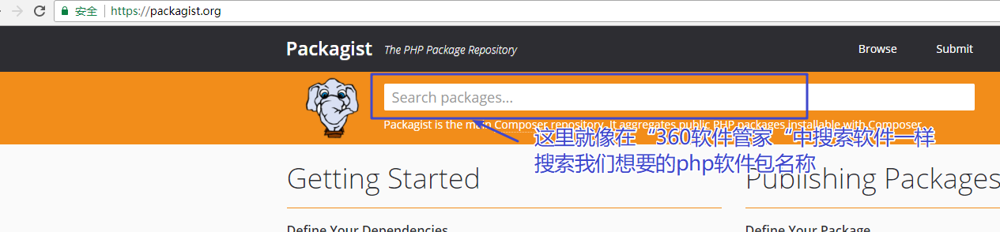 安全 https://packagist.org
Packagist The PHP Package Repository Browse Submit
Search packages...
Packagist is the main Composer repository. It aggregates public PHP packages installable with Composer.
这里就像在“360软件管家“中搜索软件一样
搜索我们想要的php软件包名称
Getting Started
Publishing Packages
Define Your Dependencies
Define Your Package